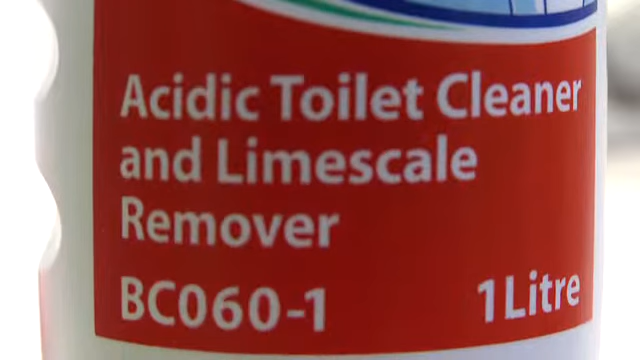 Acidic Toilet Cleaner
and Limescale
Remover
BC060-1 1Litre